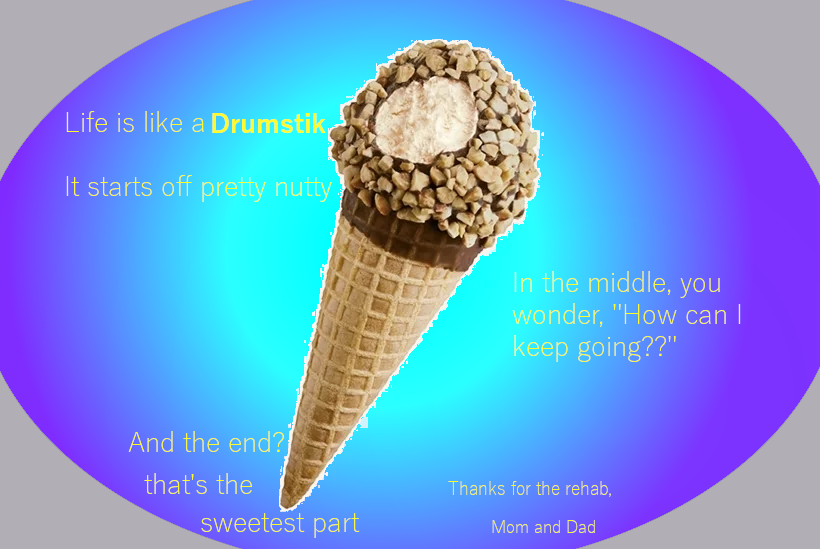 Life is like a Drumstik
It starts off pretty nutty
In the middle, you
wonder, "How can I
keep going??"
And the end?
that's the
sweetest part
Thanks for the rehab,
Mom and Dad